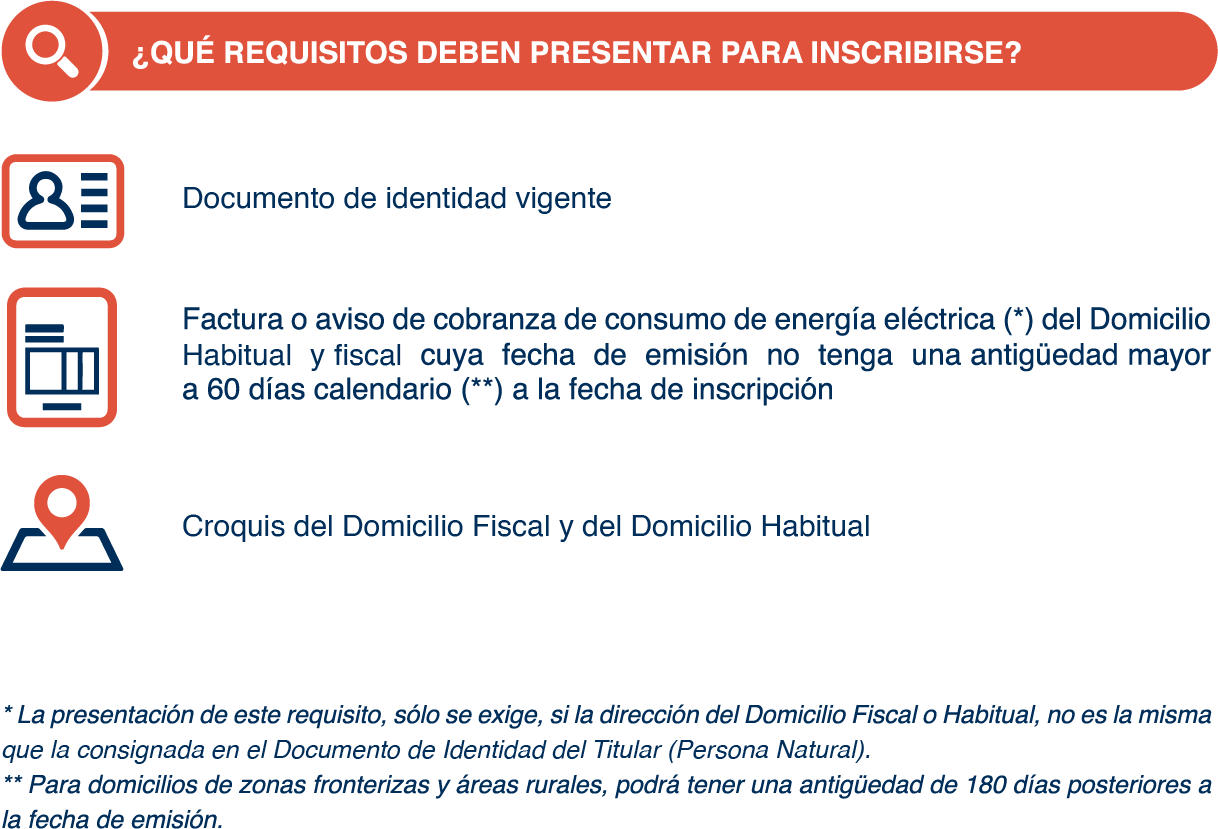 ¿QUÉ REQUISITOS DEBEN PRESENTAR PARA INSCRIBIRSE?
Documento de identidad vigente
Factura o aviso de cobranza de consumo de energía eléctrica (*) del Domicilio
Habitual y fiscal cuya fecha de emisión no tenga una antigüedad mayor
a 60 días calendario (**) a la fecha de inscripción
Croquis del Domicilio Fiscal y del Domicilio Habitual
* La presentación de este requisito, sólo se exige, si la dirección del Domicilio Fiscal o Habitual, no es la misma
que la consignada en el Documento de Identidad del Titular (Persona Natural).
** Para domicilios de zonas fronterizas y áreas rurales, podrá tener una antigüedad de 180 días posteriores a
la fecha de emisión.